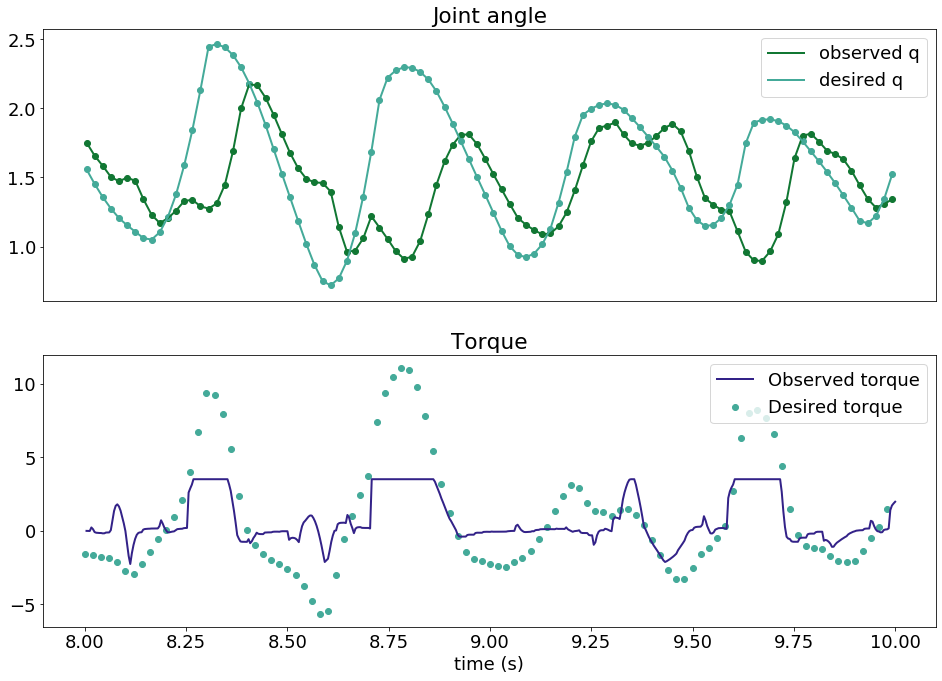 Joint angle
2.5
2.0
1.5
1.0
observed q
desired q
Torque
10
5
0
−5
Observed torque
Desired torque
8.00 8.25 8.50 8.75 9.00 9.25 9.50 9.75 10.00
time (s)